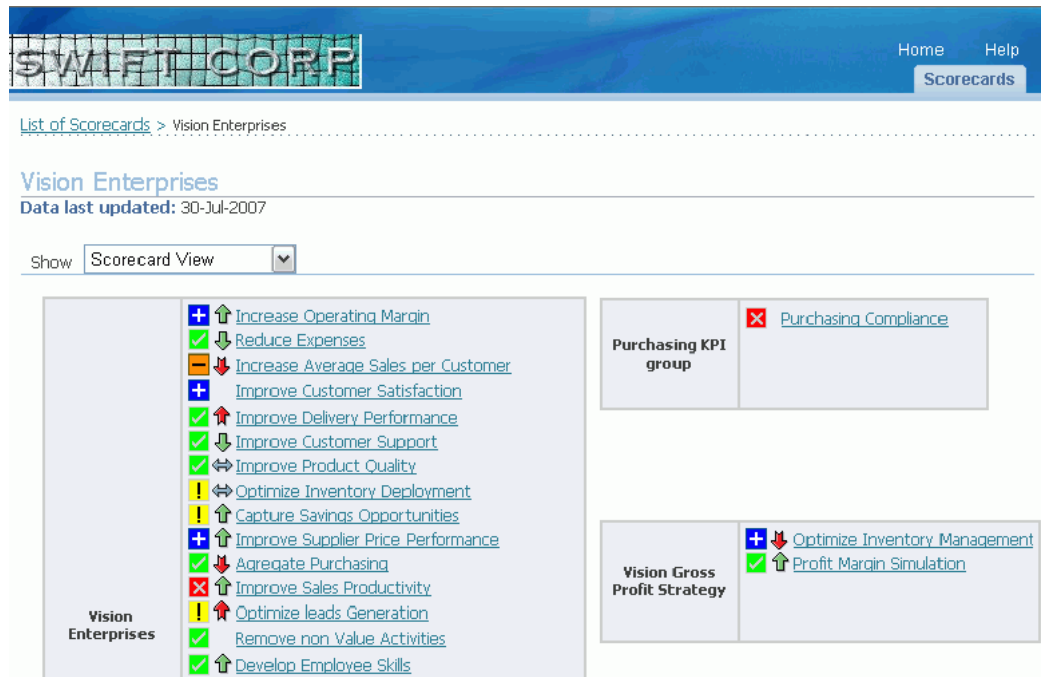 SWIFT CORP
Home Help
Scorecards
List of Scorecards > Vision Enterprises
Vision Enterprises
Data last updated: 30-Jul-2007
Show Scorecard View
Vision
Enterprises
Increase Operating Margin
Reduce Expenses
Increase Average Sales per Customer
Improve Customer Satisfaction
Improve Delivery Performance
Improve Customer Support
Improve Product Quality
Optimize Inventory Deployment
Capture Savings Opportunities
Improve Supplier Price Performance
Agregate Purchasing
Improve Sales Productivity
Optimize leads Generation
Remove non Value Activities
Develop Employee Skills
Purchasing KPI
group
Purchasing Compliance
Vision Gross
Profit Strategy
Optimize Inventory Management
Profit Margin Simulation